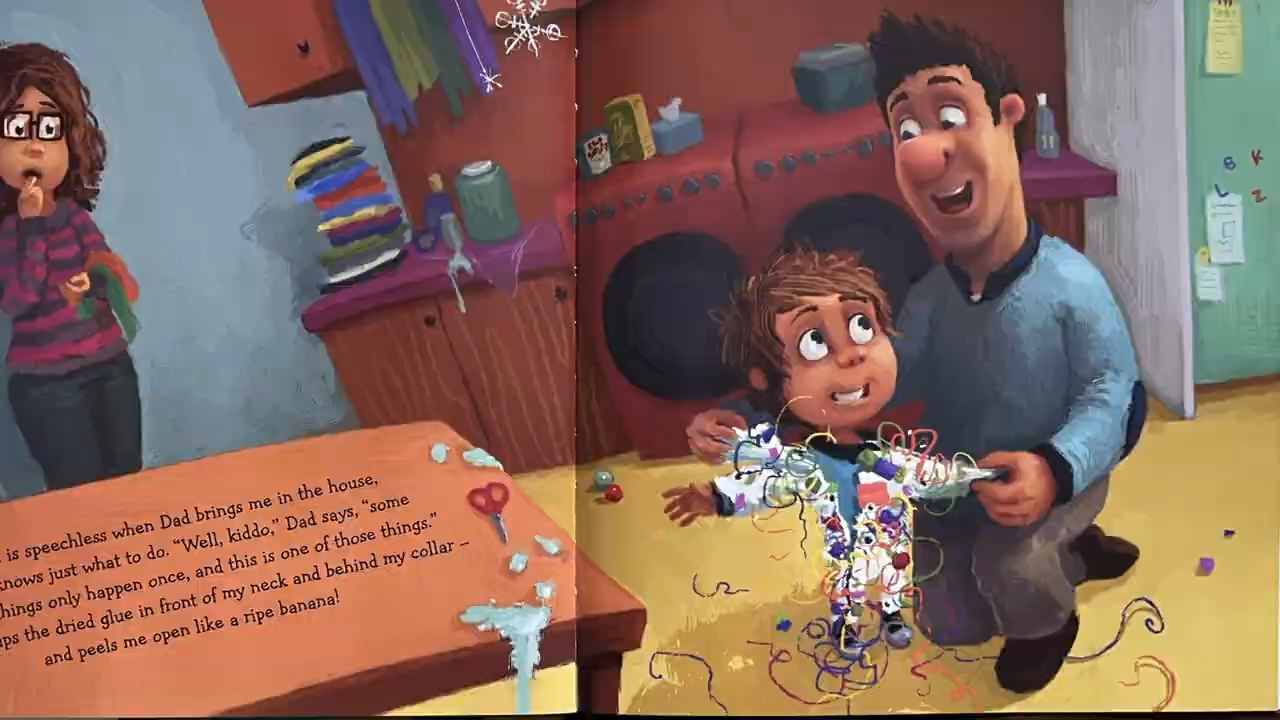 is speechless when Dad brings me in the house,
knows just what to do. “Well, kiddo,” Dad says, “some
things only happen once, and this is one of those things.”
the dried glue in front of my neck and behind my collar –
and peels me open like a ripe banana!
B K
L Z